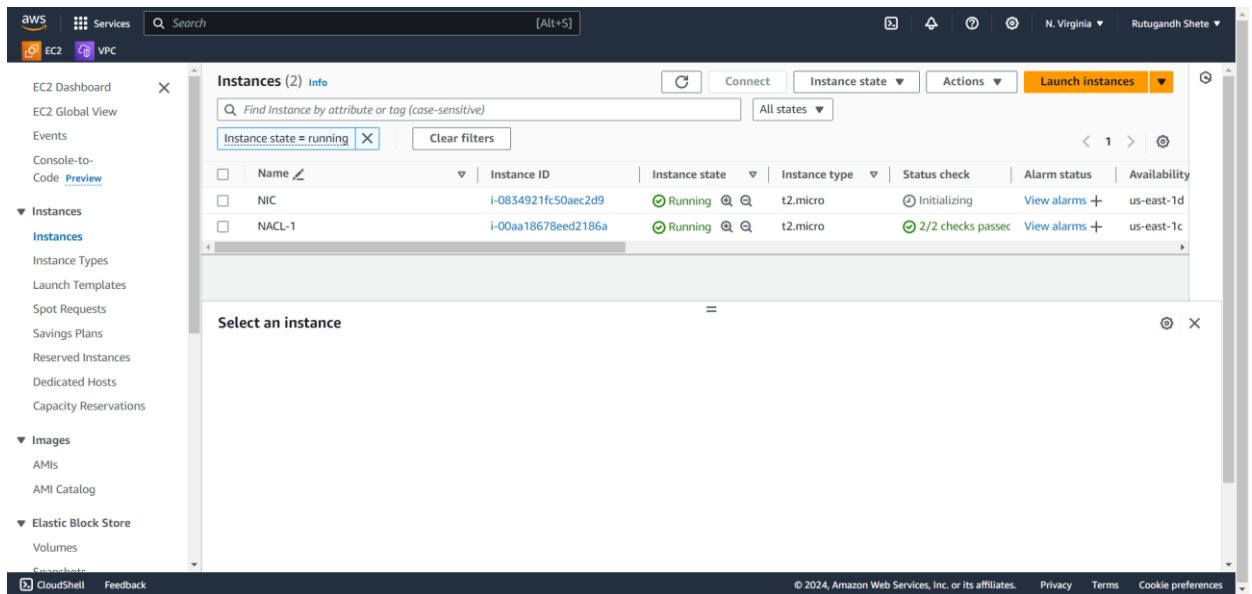 aws Services Search [Alt+S] N. Virginia Rutugandh Shete
EC2 VPC
EC2 Dashboard
EC2 Global View
Events
Console-to-
Code Preview
Instances
Instances
Instance Types
Launch Templates
Spot Requests
Savings Plans
Reserved Instances
Dedicated Hosts
Capacity Reservations
Images
AMIs
AMI Catalog
Elastic Block Store
Volumes
Snapshots
Instances (2) Info Connect Instance state Actions Launch instances
Find Instance by attribute or tag (case-sensitive) All states
Instance state = running Clear filters 1
Name Instance ID Instance state Instance type Status check Alarm status Availability
NIC i-0834921fc50aec2d9 Running t2.micro Initializing View alarms + us-east-1d
NACL-1 i-00aa18678eed2186a Running t2.micro 2/2 checks passec View alarms + us-east-1c
Select an instance
CloudShell Feedback © 2024, Amazon Web Services, Inc. or its affiliates. Privacy Terms Cookie preferences